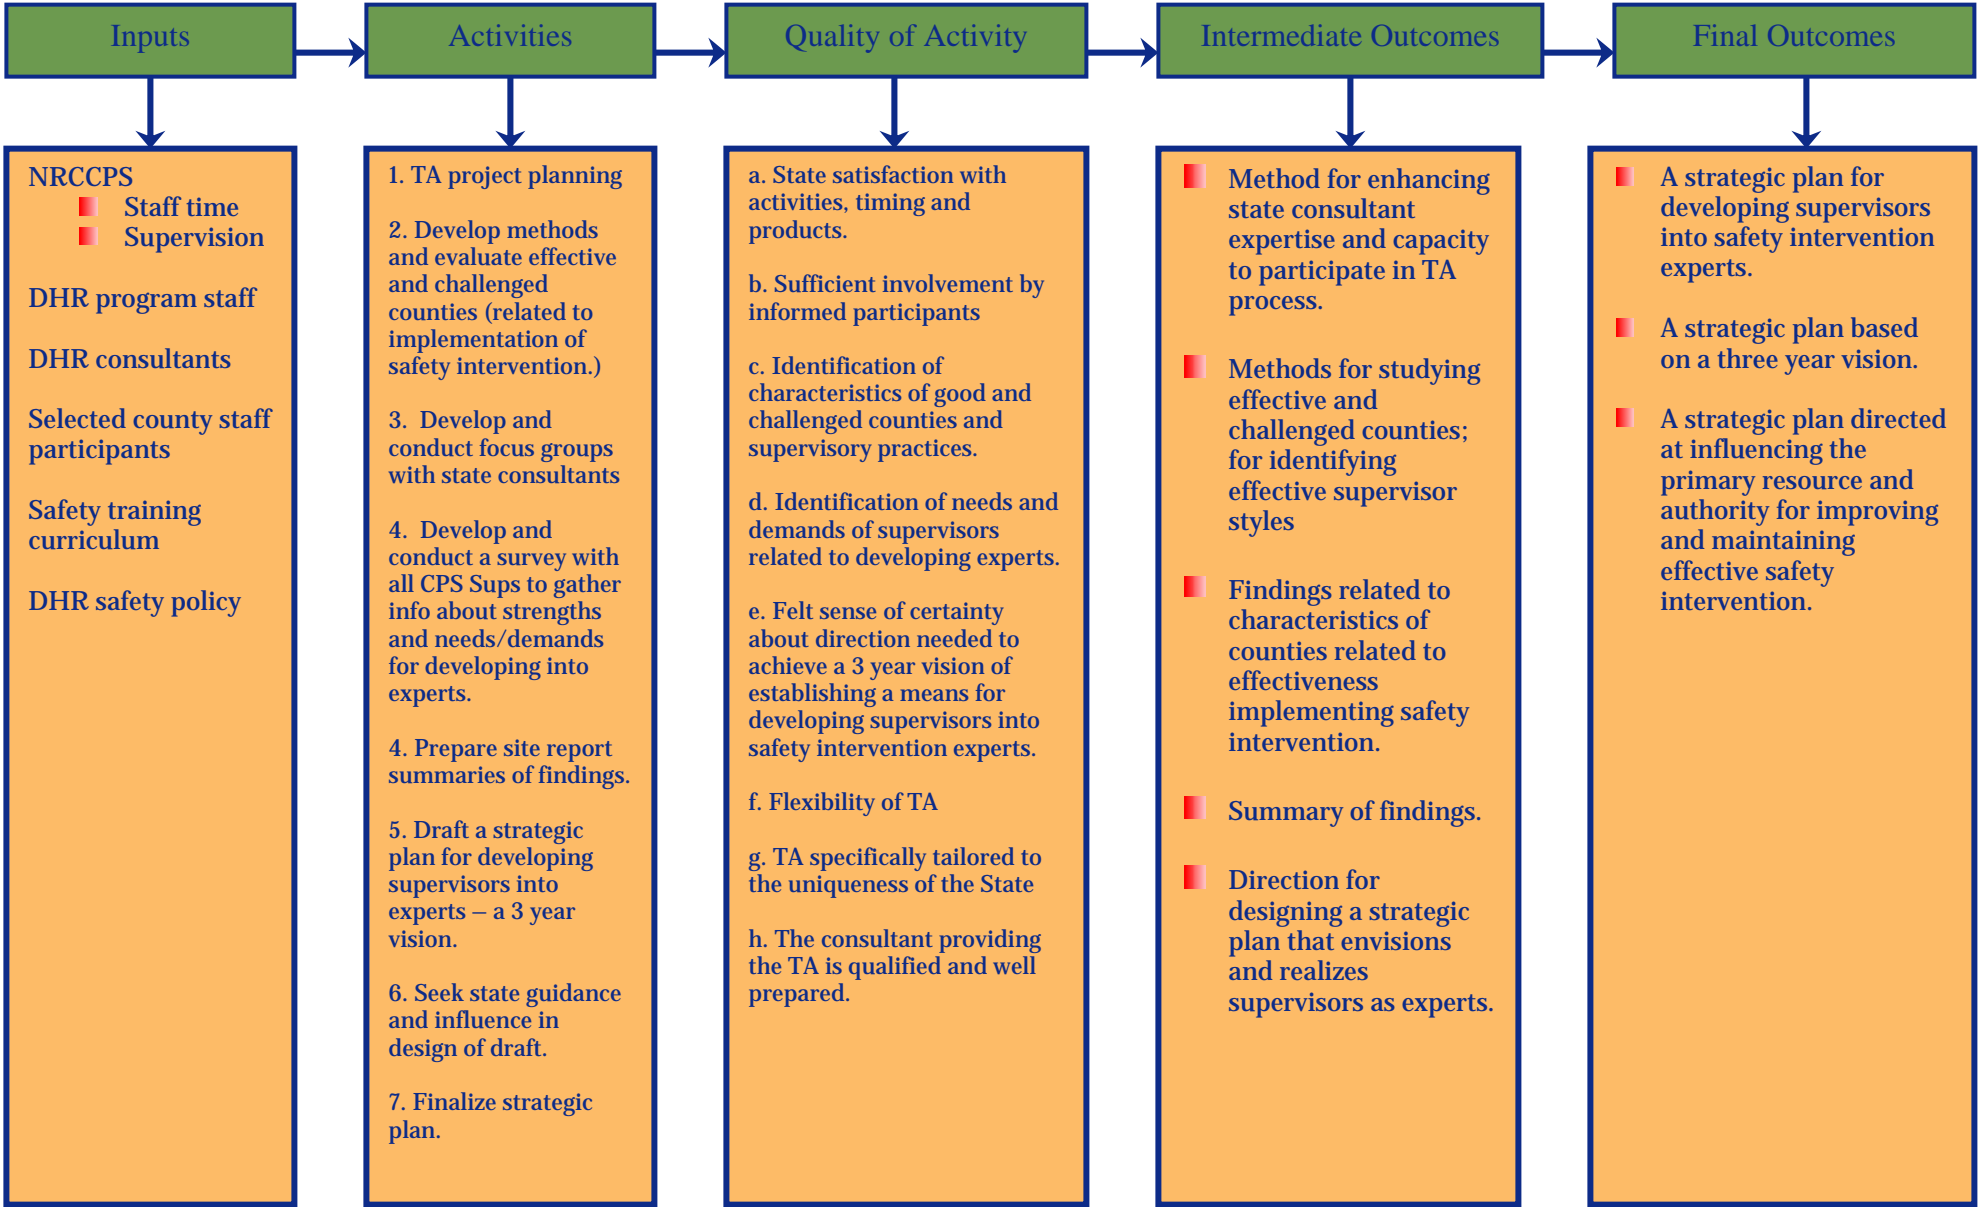 Inputs
Activities
Quality of Activity
Intermediate Outcomes
Final Outcomes
NRCCPS
Staff time
Supervision
DHR program staff
DHR consultants
Selected county staff
participants
Safety training
curriculum
DHR safety policy
1. TA project planning
2. Develop methods
and evaluate effective
and challenged
counties (related to
implementation of
safety intervention.)
3. Develop and
conduct focus groups
with state consultants
4. Develop and
conduct a survey with
all CPS Sups to gather
info about strengths
and needs/demands
for developing into
experts.
4. Prepare site report
summaries of findings.
5. Draft a strategic
plan for developing
supervisors into
experts – a 3 year
vision.
6. Seek state guidance
and influence in
design of draft.
7. Finalize strategic
plan.
a. State satisfaction with
activities, timing and
products.
b. Sufficient involvement by
informed participants
c. Identification of
characteristics of good and
challenged counties and
supervisory practices.
d. Identification of needs and
demands of supervisors
related to developing experts.
e. Felt sense of certainty
about direction needed to
achieve a 3 year vision of
establishing a means for
developing supervisors into
safety intervention experts.
f. Flexibility of TA
g. TA specifically tailored to
the uniqueness of the State
h. The consultant providing
the TA is qualified and well
prepared.
Method for enhancing
state consultant
expertise and capacity
to participate in TA
process.
Methods for studying
effective and
challenged counties;
for identifying
effective supervisor
styles
Findings related to
characteristics of
counties related to
effectiveness
implementing safety
intervention.
Summary of findings.
Direction for
designing a strategic
plan that envisions
and realizes
supervisors as experts.
A strategic plan for
developing supervisors
into safety intervention
experts.
A strategic plan based
on a three year vision.
A strategic plan directed
at influencing the
primary resource and
authority for improving
and maintaining
effective safety
intervention.